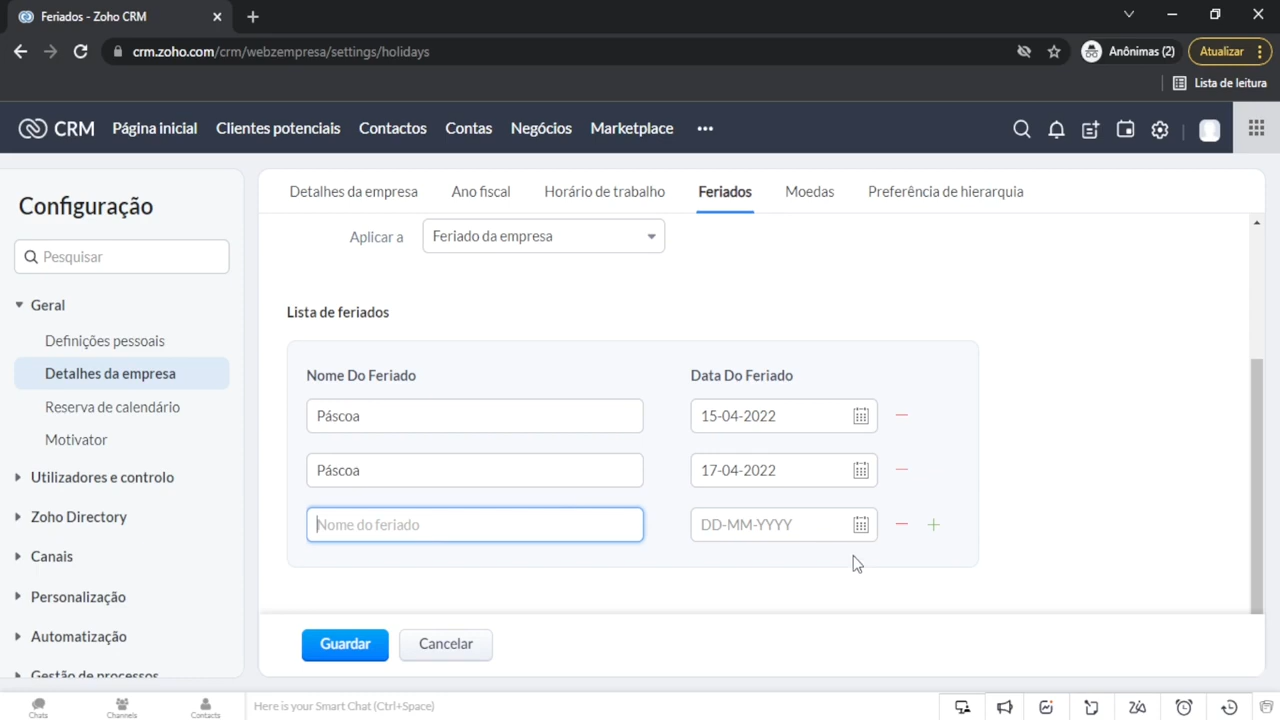 Feriados - Zoho CRM
crm.zoho.com/crm/webzempresa/settings/holidays
Anônimas (2)
Atualizar
Lista de leitura
CRM Página inicial Clientes potenciais Contactos Contas Negócios Marketplace •••
Configuração
Pesquisar
Geral
Definições pessoais
Detalhes da empresa
Reserva de calendário
Motivator
Utilizadores e controlo
Zoho Directory
Canais
Personalização
Automatização
Gestão de processos
Detalhes da empresa Ano fiscal Horário de trabalho Feriados Moedas Preferência de hierarquia
Aplicar a Feriado da empresa
Lista de feriados
Nome Do Feriado Data Do Feriado
Páscoa 15-04-2022
Páscoa 17-04-2022
Nome do feriado DD-MM-YYYY
Guardar Cancelar
Chats Channels Contacts Here is your Smart Chat (Ctrl+Space)